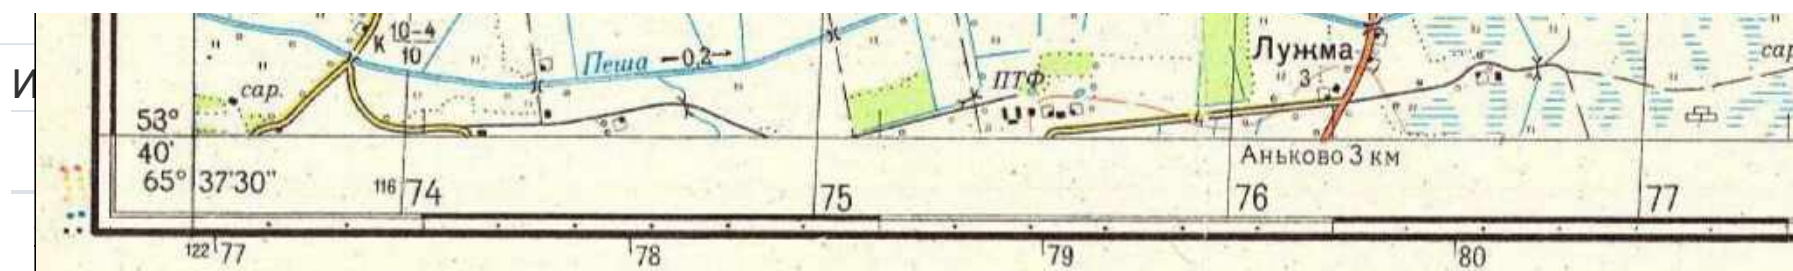 И
К 10-4
10
Пеша 0,2
Лужма
3
сар.
ПТФ
сар
53°
40'
Аньково 3 км
65° 37'30"
116 74
75
76
77
122 77
78
79
80